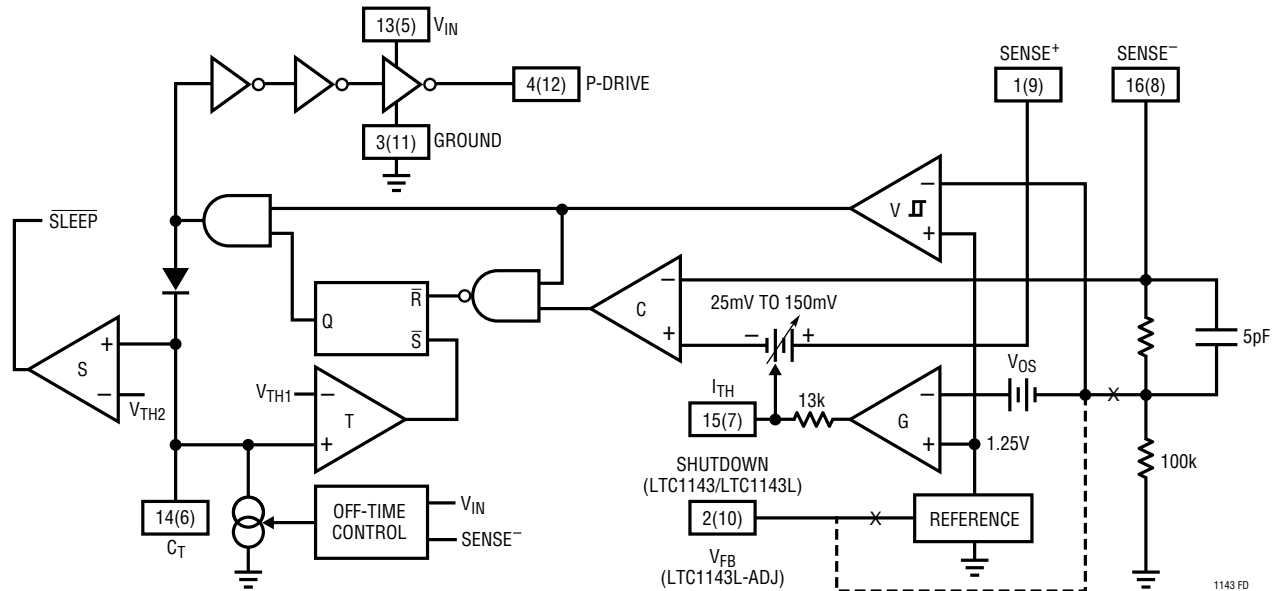 13(5) V_IN
SENSE⁺
SENSE⁻
1(9)
16(8)
4(12) P-DRIVE
3(11) GROUND
SLEEP̅
V
−
+
Q
R̅
S̅
C
−
+
25mV TO 150mV
−
+
5pF
S
+
−
V_TH2
V_TH1
−
+
T
I_TH
15(7)
13k
G
−
+
V_OS
X
1.25V
100k
SHUTDOWN
(LTC1143/LTC1143L)
2(10)
X
REFERENCE
V_FB
(LTC1143L-ADJ)
14(6)
C_T
OFF-TIME
CONTROL
V_IN
SENSE⁻
1143 FD